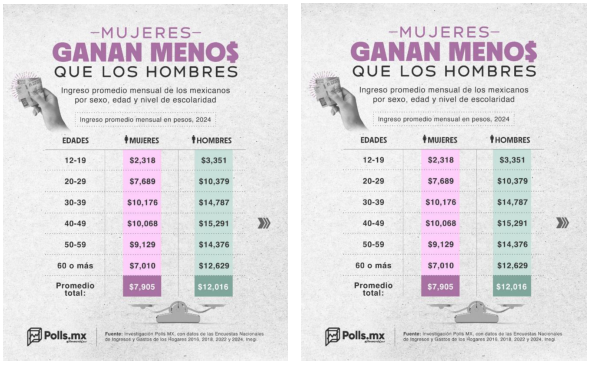 —MUJERES—
GANAN MENO$
QUE LOS HOMBRES
Ingreso promedio mensual de los mexicanos
por sexo, edad y nivel de escolaridad
Ingreso promedio mensual en pesos, 2024
EDADES MUJERES HOMBRES
12-19 $2,318 $3,351
20-29 $7,689 $10,379
30-39 $10,176 $14,787
40-49 $10,068 $15,291
50-59 $9,129 $14,376
60 o más $7,010 $12,629
Promedio
total: $7,905 $12,016
Polls.mx
Fuente: Investigación Polls MX, con datos de las Encuestas Nacionales
de Ingresos y Gastos de los Hogares 2016, 2018, 2022 y 2024, Inegi
—MUJERES—
GANAN MENO$
QUE LOS HOMBRES
Ingreso promedio mensual de los mexicanos
por sexo, edad y nivel de escolaridad
Ingreso promedio mensual en pesos, 2024
EDADES MUJERES HOMBRES
12-19 $2,318 $3,351
20-29 $7,689 $10,379
30-39 $10,176 $14,787
40-49 $10,068 $15,291
50-59 $9,129 $14,376
60 o más $7,010 $12,629
Promedio
total: $7,905 $12,016
Polls.mx
Fuente: Investigación Polls MX, con datos de las Encuestas Nacionales
de Ingresos y Gastos de los Hogares 2016, 2018, 2022 y 2024, Inegi